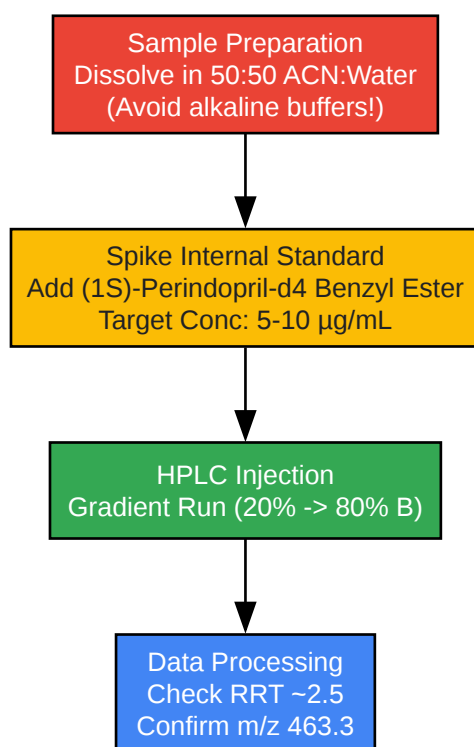 Sample Preparation
Dissolve in 50:50 ACN:Water
(Avoid alkaline buffers!)
Spike Internal Standard
Add (1S)-Perindopril-d4 Benzyl Ester
Target Conc: 5-10 µg/mL
HPLC Injection
Gradient Run (20% -> 80% B)
Data Processing
Check RRT ~2.5
Confirm m/z 463.3